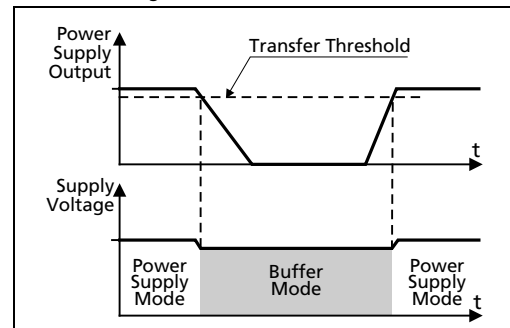 Power
Supply
Output
Transfer Threshold
t
Supply
Voltage
Power
Supply
Mode
Buffer
Mode
Power
Supply
Mode
t